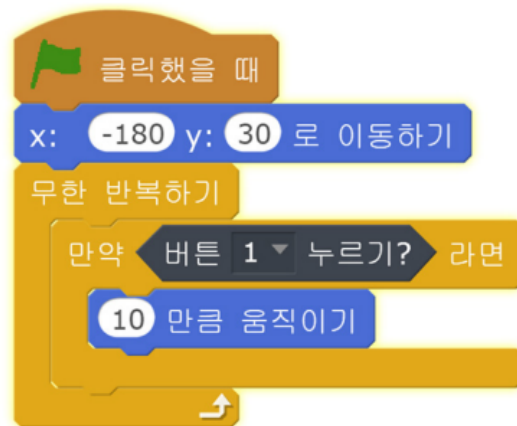 클릭했을 때
x: -180 y: 30 로 이동하기
무한 반복하기
만약 버튼 1 누르기? 라면
10 만큼 움직이기